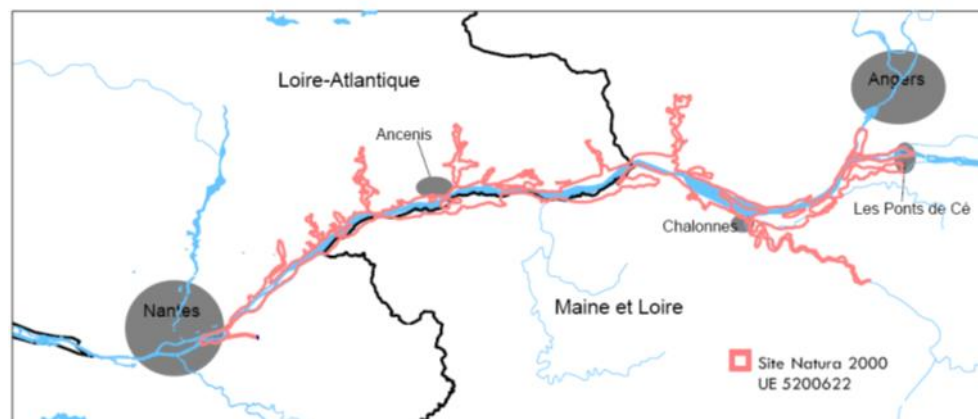 Loire-Atlantique
Angers
Ancenis
Les Ponts de Cé
Chalonnes
Nantes
Maine et Loire
Site Natura 2000
UE 5200622